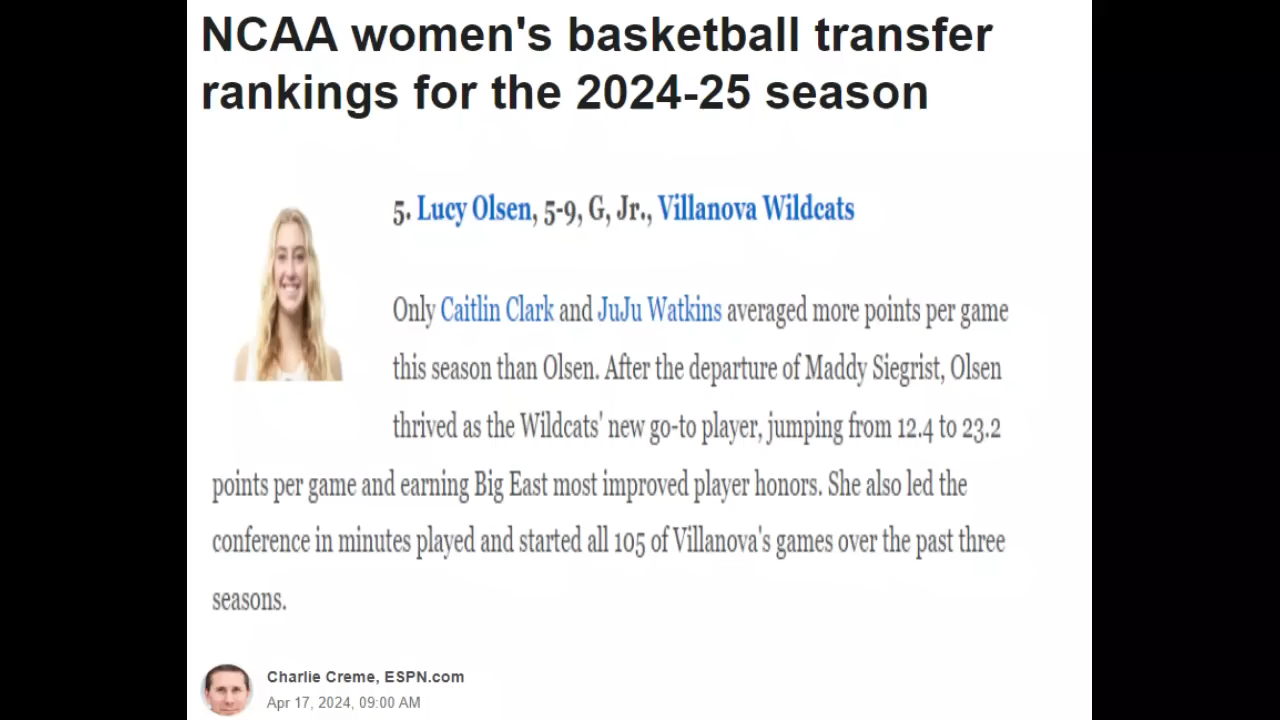 NCAA women's basketball transfer
rankings for the 2024-25 season
5. Lucy Olsen, 5-9, G, Jr., Villanova Wildcats
Only Caitlin Clark and JuJu Watkins averaged more points per game
this season than Olsen. After the departure of Maddy Siegrist, Olsen
thrived as the Wildcats' new go-to player, jumping from 12.4 to 23.2
points per game and earning Big East most improved player honors. She also led the
conference in minutes played and started all 105 of Villanova's games over the past three
seasons.
Charlie Creme, ESPN.com
Apr 17, 2024, 09:00 AM